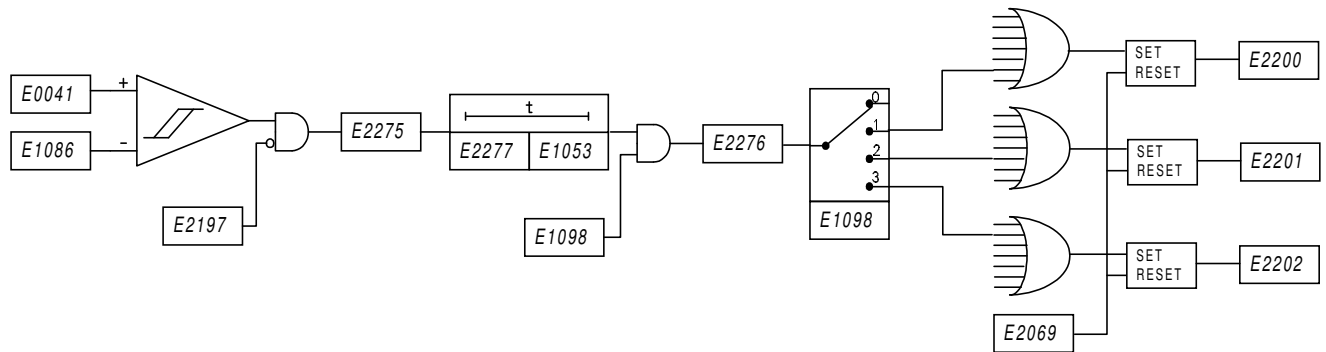 E0041
+
E1086
-
E2197
E2275
t
E2277
E1053
E1098
E2276
0
1
2
3
E1098
SET
RESET
E2200
SET
RESET
E2201
SET
RESET
E2202
E2069